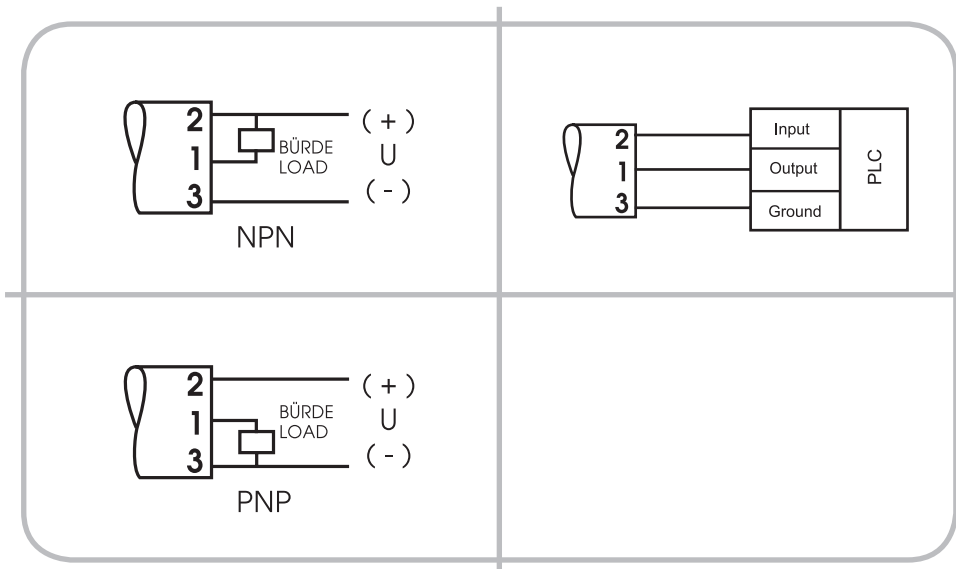 2
1
3
BÜRDE
LOAD
( + )
U
( - )
NPN
2
1
3
Input
Output
Ground
PLC
2
1
3
BÜRDE
LOAD
( + )
U
( - )
PNP